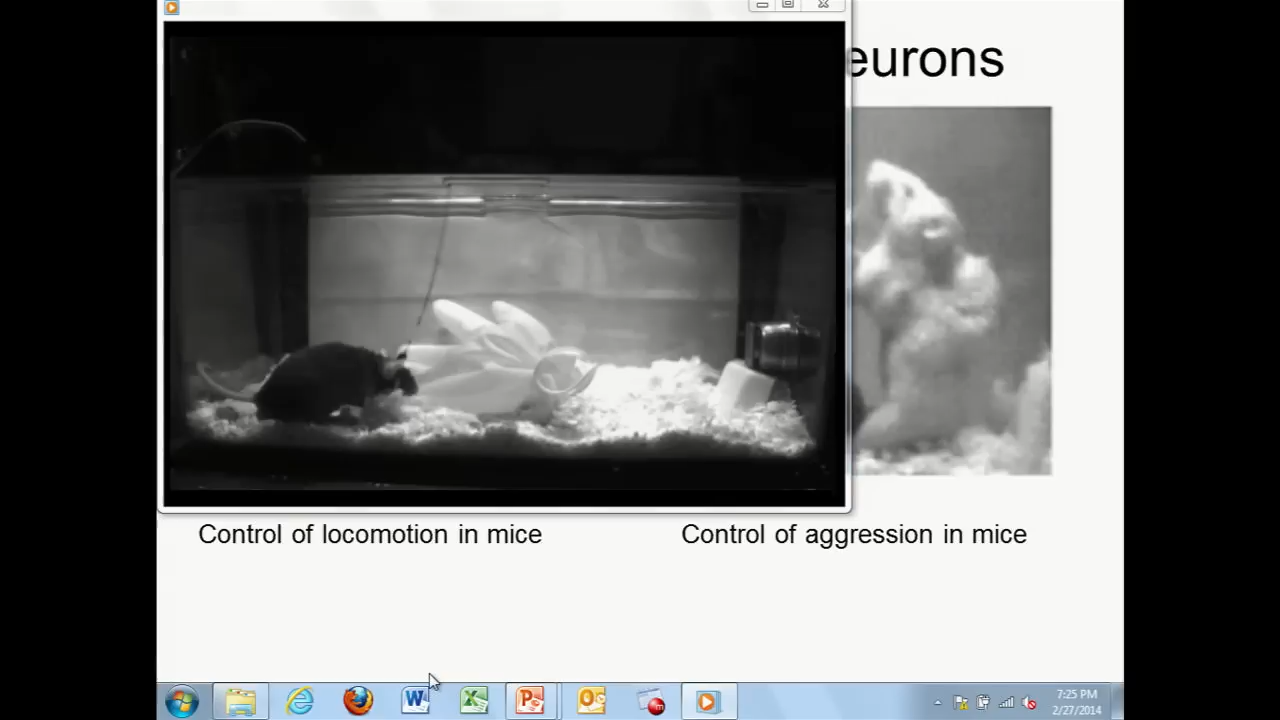 eurons
Control of locomotion in mice
Control of aggression in mice
7:25 PM
2/27/2014